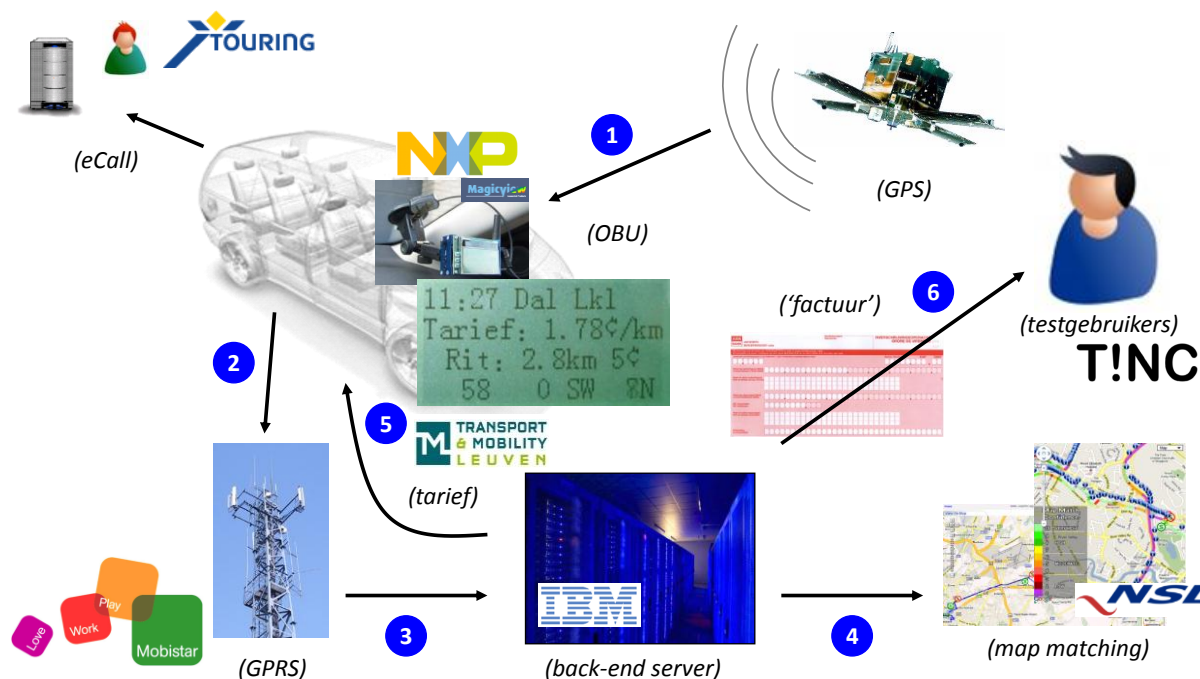 TOURING
(eCall)
NXP
Magicview
1
(OBU)
(GPS)
11:27 Dal Lkl
Tarief: 1.78¢/km
Rit: 2.8km 5¢
58 0 SW N
(‘factuur’)
6
(testgebruikers)
T!NC
2
5
TM
TRANSPORT
& MOBILITY
LEUVEN
(tarief)
Love
Work
Play
Mobistar
(GPRS)
3
IBM
(back-end server)
4
NSL
(map matching)